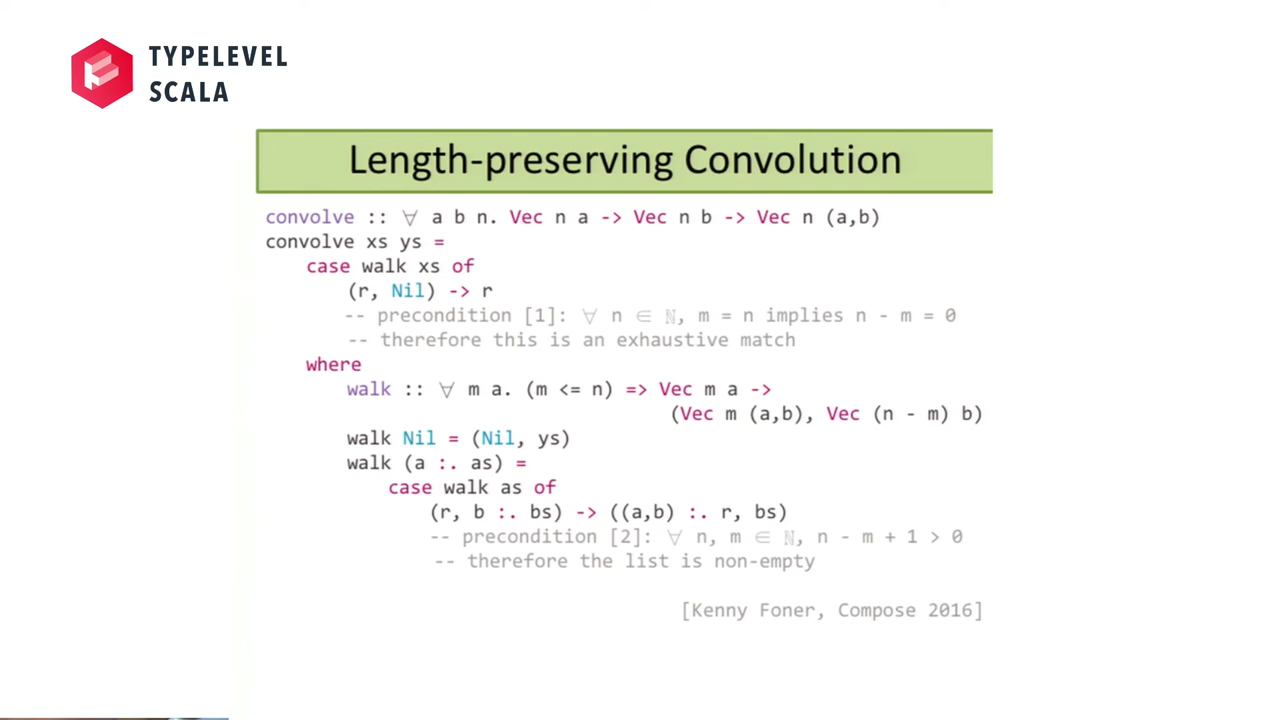 TYPELEVEL
SCALA
Length-preserving Convolution
convolve :: ∀ a b n. Vec n a -> Vec n b -> Vec n (a,b)
convolve xs ys =
case walk xs of
(r, Nil) -> r
-- precondition [1]: ∀ n ∈ ℕ, m = n implies n - m = 0
-- therefore this is an exhaustive match
where
walk :: ∀ m a. (m <= n) => Vec m a ->
(Vec m (a,b), Vec (n - m) b)
walk Nil = (Nil, ys)
walk (a :. as) =
case walk as of
(r, b :. bs) -> ((a,b) :. r, bs)
-- precondition [2]: ∀ n, m ∈ ℕ, n - m + 1 > 0
-- therefore the list is non-empty
[Kenny Foner, Compose 2016]